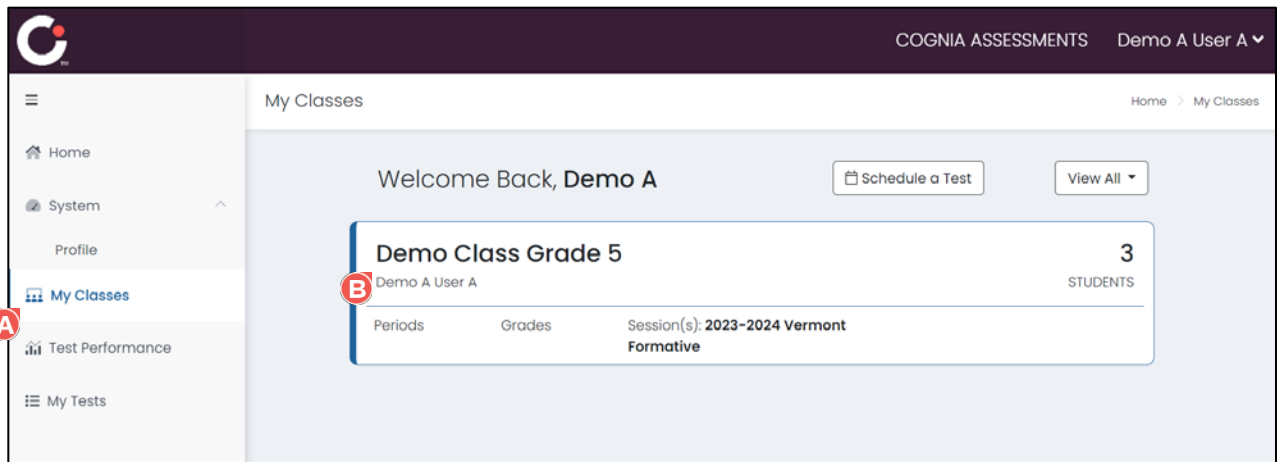 COGNIA ASSESSMENTS Demo A User A
My Classes Home > My Classes
Home
System
Profile
My Classes
Test Performance
My Tests
Welcome Back, Demo A Schedule a Test View All
Demo Class Grade 5 3
Demo A User A STUDENTS
Periods Grades Session(s): 2023-2024 Vermont
Formative
A
B